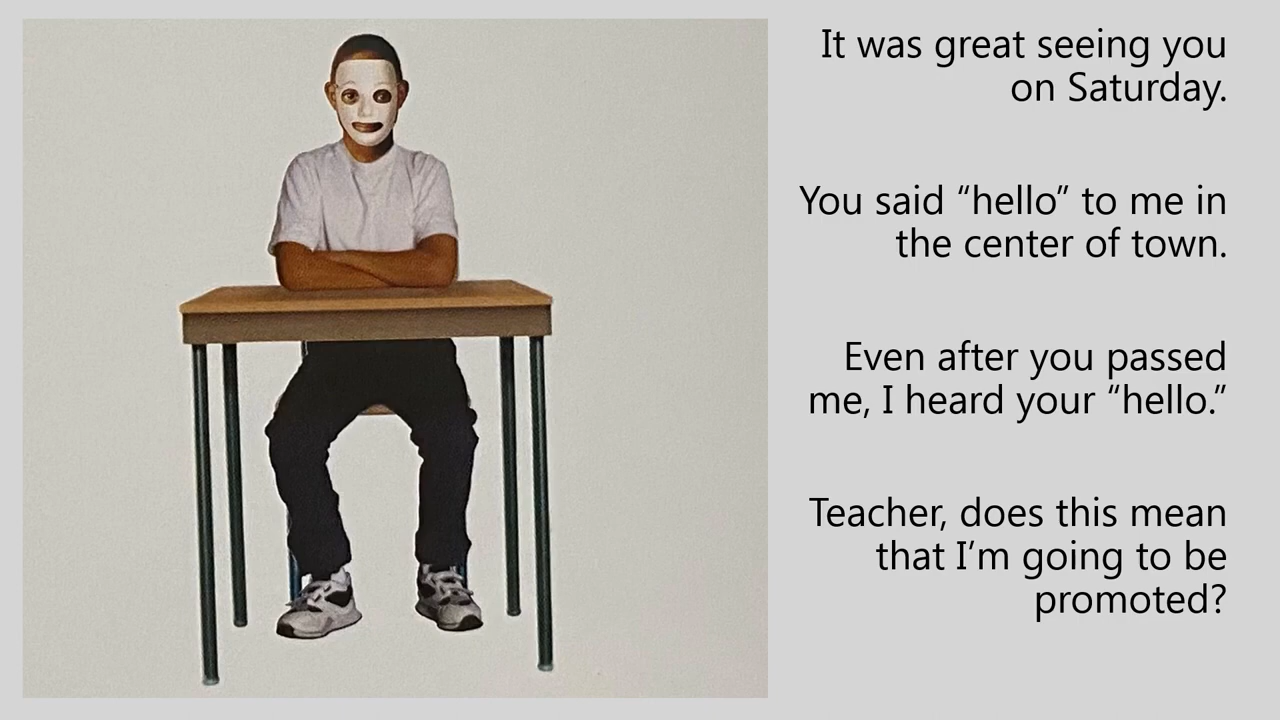 It was great seeing you
on Saturday.
You said “hello” to me in
the center of town.
Even after you passed
me, I heard your “hello.”
Teacher, does this mean
that I’m going to be
promoted?